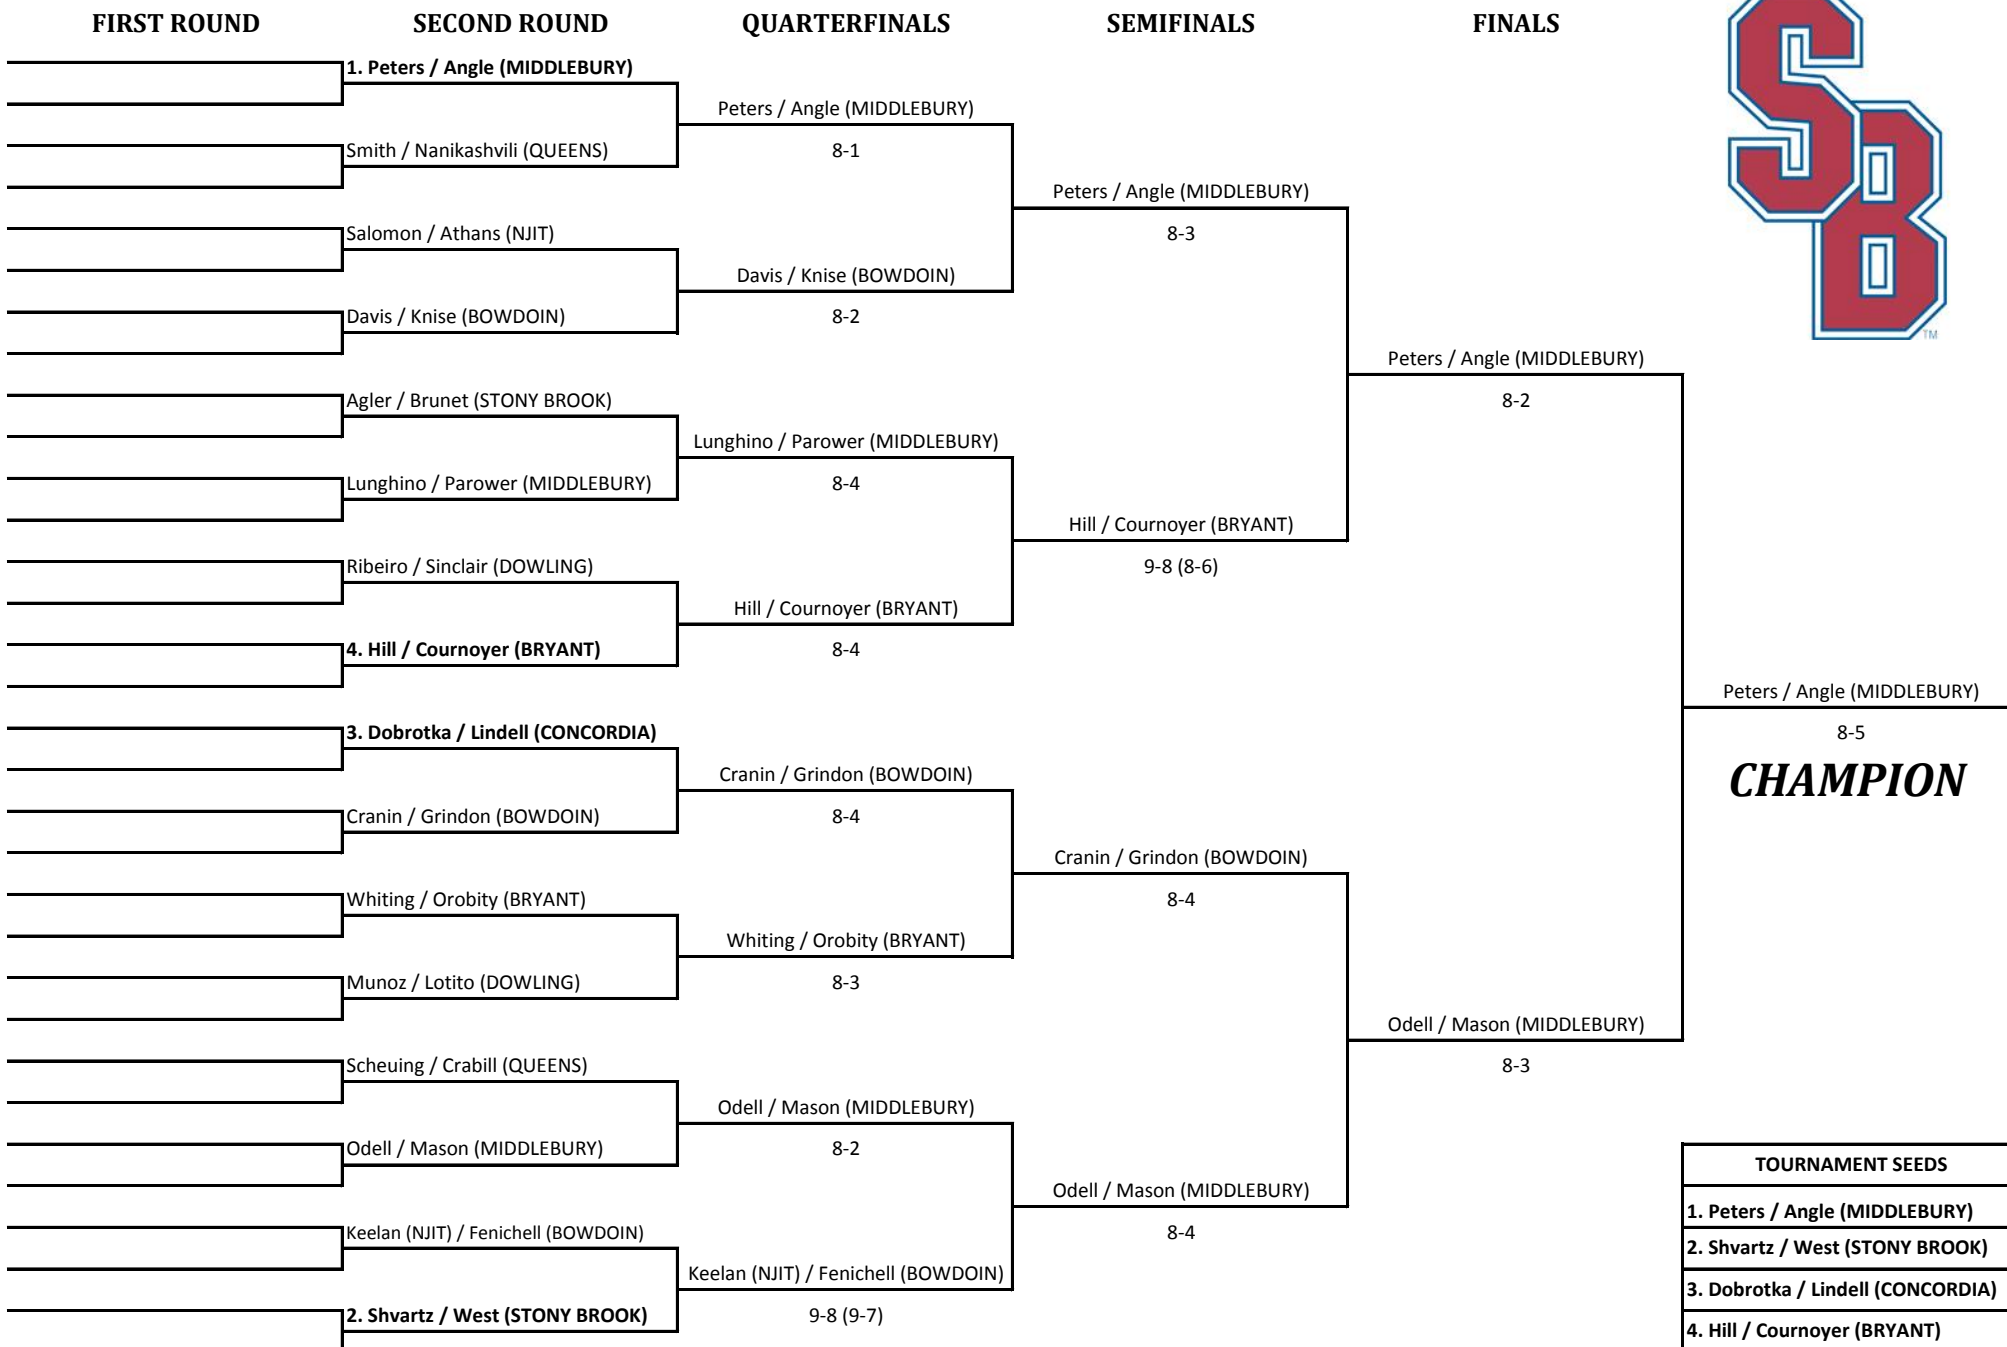 FIRST ROUND SECOND ROUND QUARTERFINALS SEMIFINALS FINALS
1. Peters / Angle (MIDDLEBURY)
Smith / Nanikashvili (QUEENS)
Salomon / Athans (NJIT)
Davis / Knise (BOWDOIN)
Agler / Brunet (STONY BROOK)
Lunghino / Parower (MIDDLEBURY)
Ribeiro / Sinclair (DOWLING)
4. Hill / Cournoyer (BRYANT)
3. Dobrotka / Lindell (CONCORDIA)
Cranin / Grindon (BOWDOIN)
Whiting / Orobity (BRYANT)
Munoz / Lotito (DOWLING)
Scheuing / Crabill (QUEENS)
Odell / Mason (MIDDLEBURY)
Keelan (NJIT) / Fenichell (BOWDOIN)
2. Shvartz / West (STONY BROOK)
Peters / Angle (MIDDLEBURY)
8-1
Davis / Knise (BOWDOIN)
8-2
Lunghino / Parower (MIDDLEBURY)
8-4
Hill / Cournoyer (BRYANT)
8-4
Cranin / Grindon (BOWDOIN)
8-4
Whiting / Orobity (BRYANT)
8-3
Odell / Mason (MIDDLEBURY)
8-2
Keelan (NJIT) / Fenichell (BOWDOIN)
9-8 (9-7)
Peters / Angle (MIDDLEBURY)
8-3
Hill / Cournoyer (BRYANT)
9-8 (8-6)
Cranin / Grindon (BOWDOIN)
8-4
Odell / Mason (MIDDLEBURY)
8-4
Peters / Angle (MIDDLEBURY)
8-2
Odell / Mason (MIDDLEBURY)
8-3
SB
TM
Peters / Angle (MIDDLEBURY)
8-5
CHAMPION
TOURNAMENT SEEDS
1. Peters / Angle (MIDDLEBURY)
2. Shvartz / West (STONY BROOK)
3. Dobrotka / Lindell (CONCORDIA)
4. Hill / Cournoyer (BRYANT)